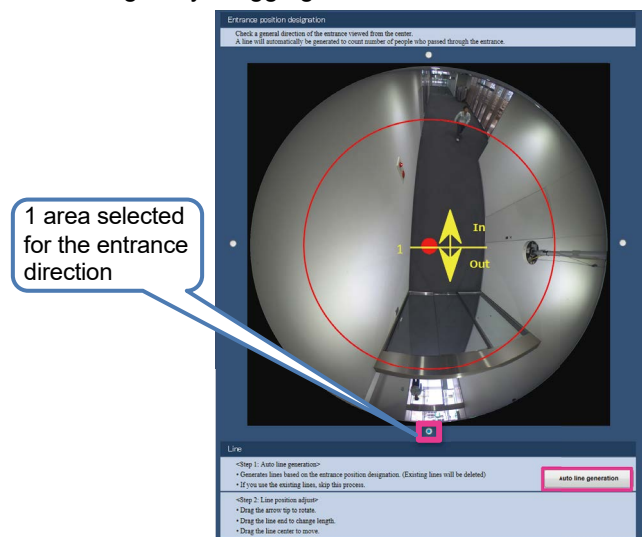 Entrance position designation
Check a general direction of the entrance viewed from the center.
A line will automatically be generated to count number of people who passed through the entrance.
1 area selected
for the entrance
direction
In
1
Out
Line
<Step 1: Auto line generation>
• Generates lines based on the entrance position designation. (Existing lines will be deleted)
• If you use the existing lines, skip this process.
Auto line generation
<Step 2: Line position adjust>
• Drag the arrow tip to rotate.
• Drag the line end to change length.
• Drag the line center to move.